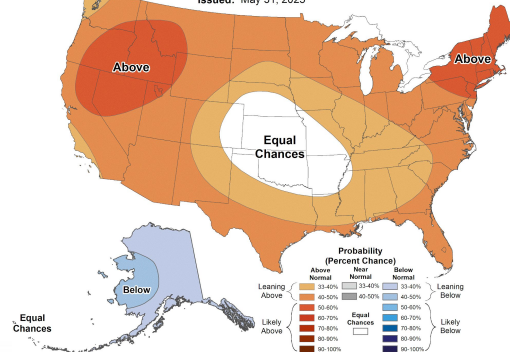 Issued: May 31, 2025
Above
Above
Equal
Chances
Below
Equal
Chances
Probability
(Percent Chance)
Above
Normal
Near
Normal
Below
Normal
Leaning
Above
33-40%
33-40%
33-40%
Leaning
Below
40-50%
40-50%
40-50%
50-60%
50-60%
60-70%
60-70%
Likely
Above
70-80%
Equal
Chances
70-80%
Likely
Below
80-90%
80-90%
90-100%
90-100%